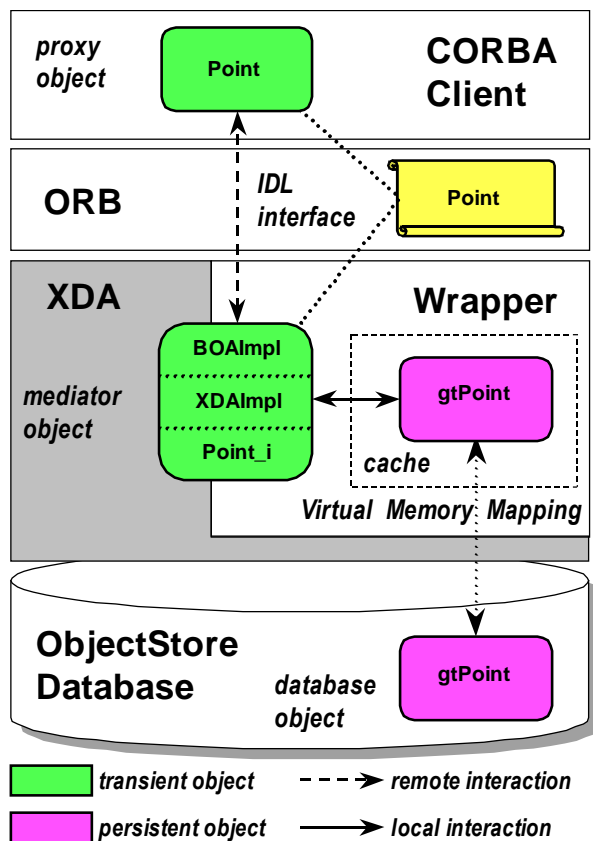 proxy
object
Point
CORBA
Client
ORB
IDL
interface
Point
XDA
Wrapper
mediator
object
BOAImpl
XDAImpl
Point_i
gtPoint
cache
Virtual Memory Mapping
ObjectStore
Database
database
object
gtPoint
transient object
remote interaction
persistent object
local interaction